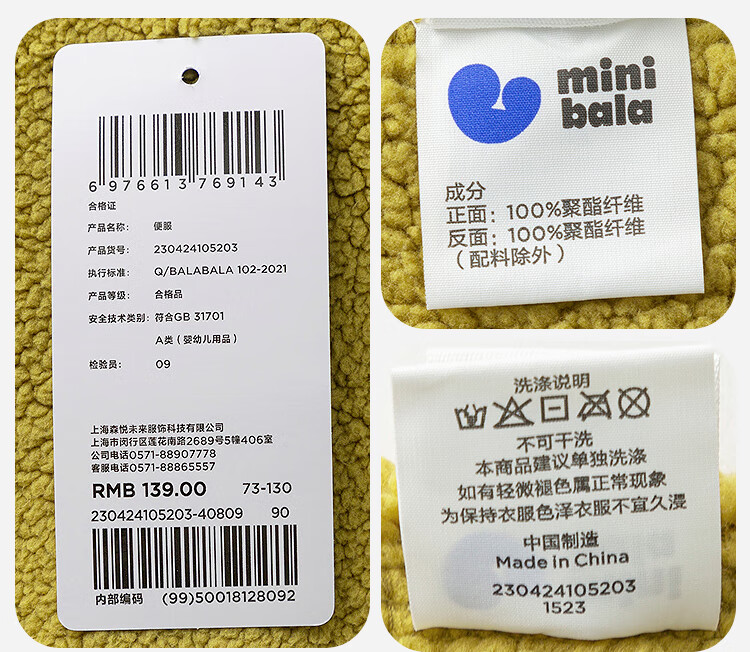 6 976613 769143
合格证
产品名称: 便服
产品货号: 230424105203
执行标准: Q/BALABALA 102-2021
产品等级: 合格品
安全技术类别: 符合GB 31701
A类（婴幼儿用品）
检验员: 09
上海森悦未来服饰科技有限公司
上海市闵行区莲花南路2689号5幢406室
公司电话0571-88907778
客服电话0571-88865557
RMB 139.00 73-130
230424105203-40809 90
内部编码 (99)50018128092
mini
bala
成分
正面: 100%聚酯纤维
反面: 100%聚酯纤维
（配料除外）
洗涤说明
不可干洗
本商品建议单独洗涤
如有轻微褪色属正常现象
为保持衣服色泽衣服不宜久浸
中国制造
Made in China
230424105203
1523